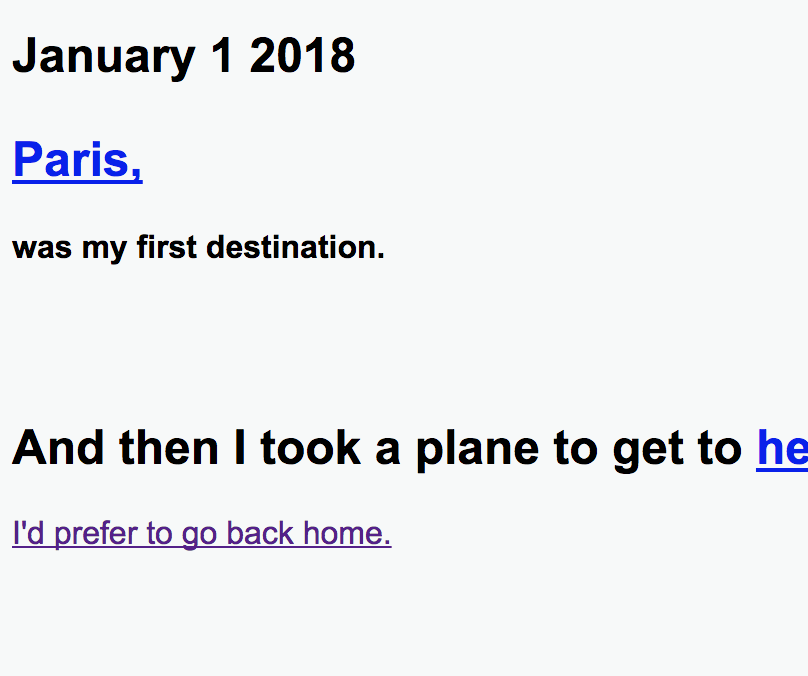 January 1 2018
Paris,
was my first destination.
And then I took a plane to get to he
I'd prefer to go back home.